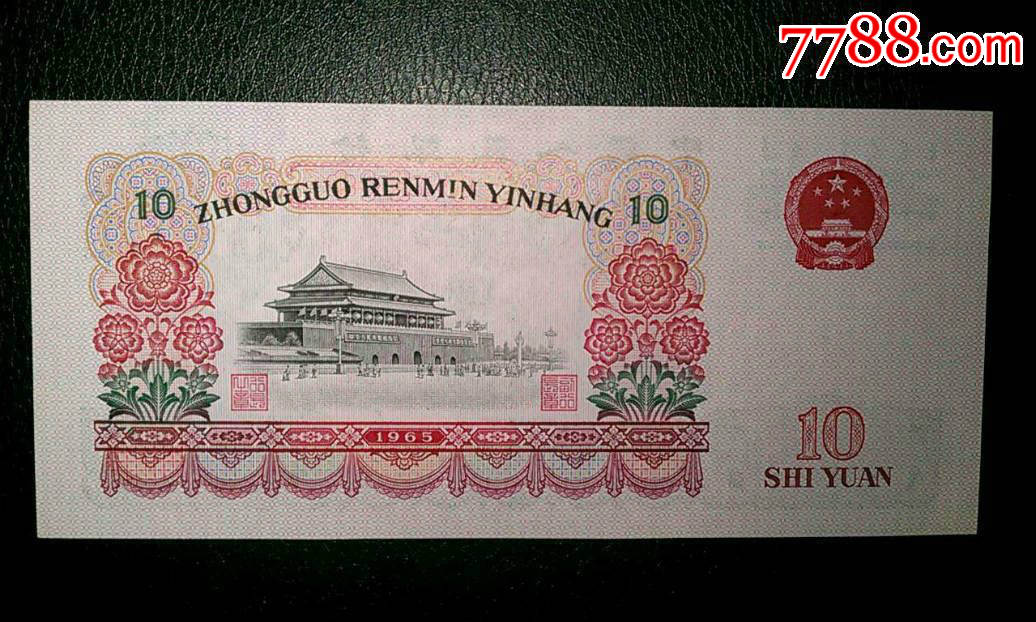 7788.com
10 ZHONGGUO RENMIN YINHANG 10
1965
10
SHI YUAN